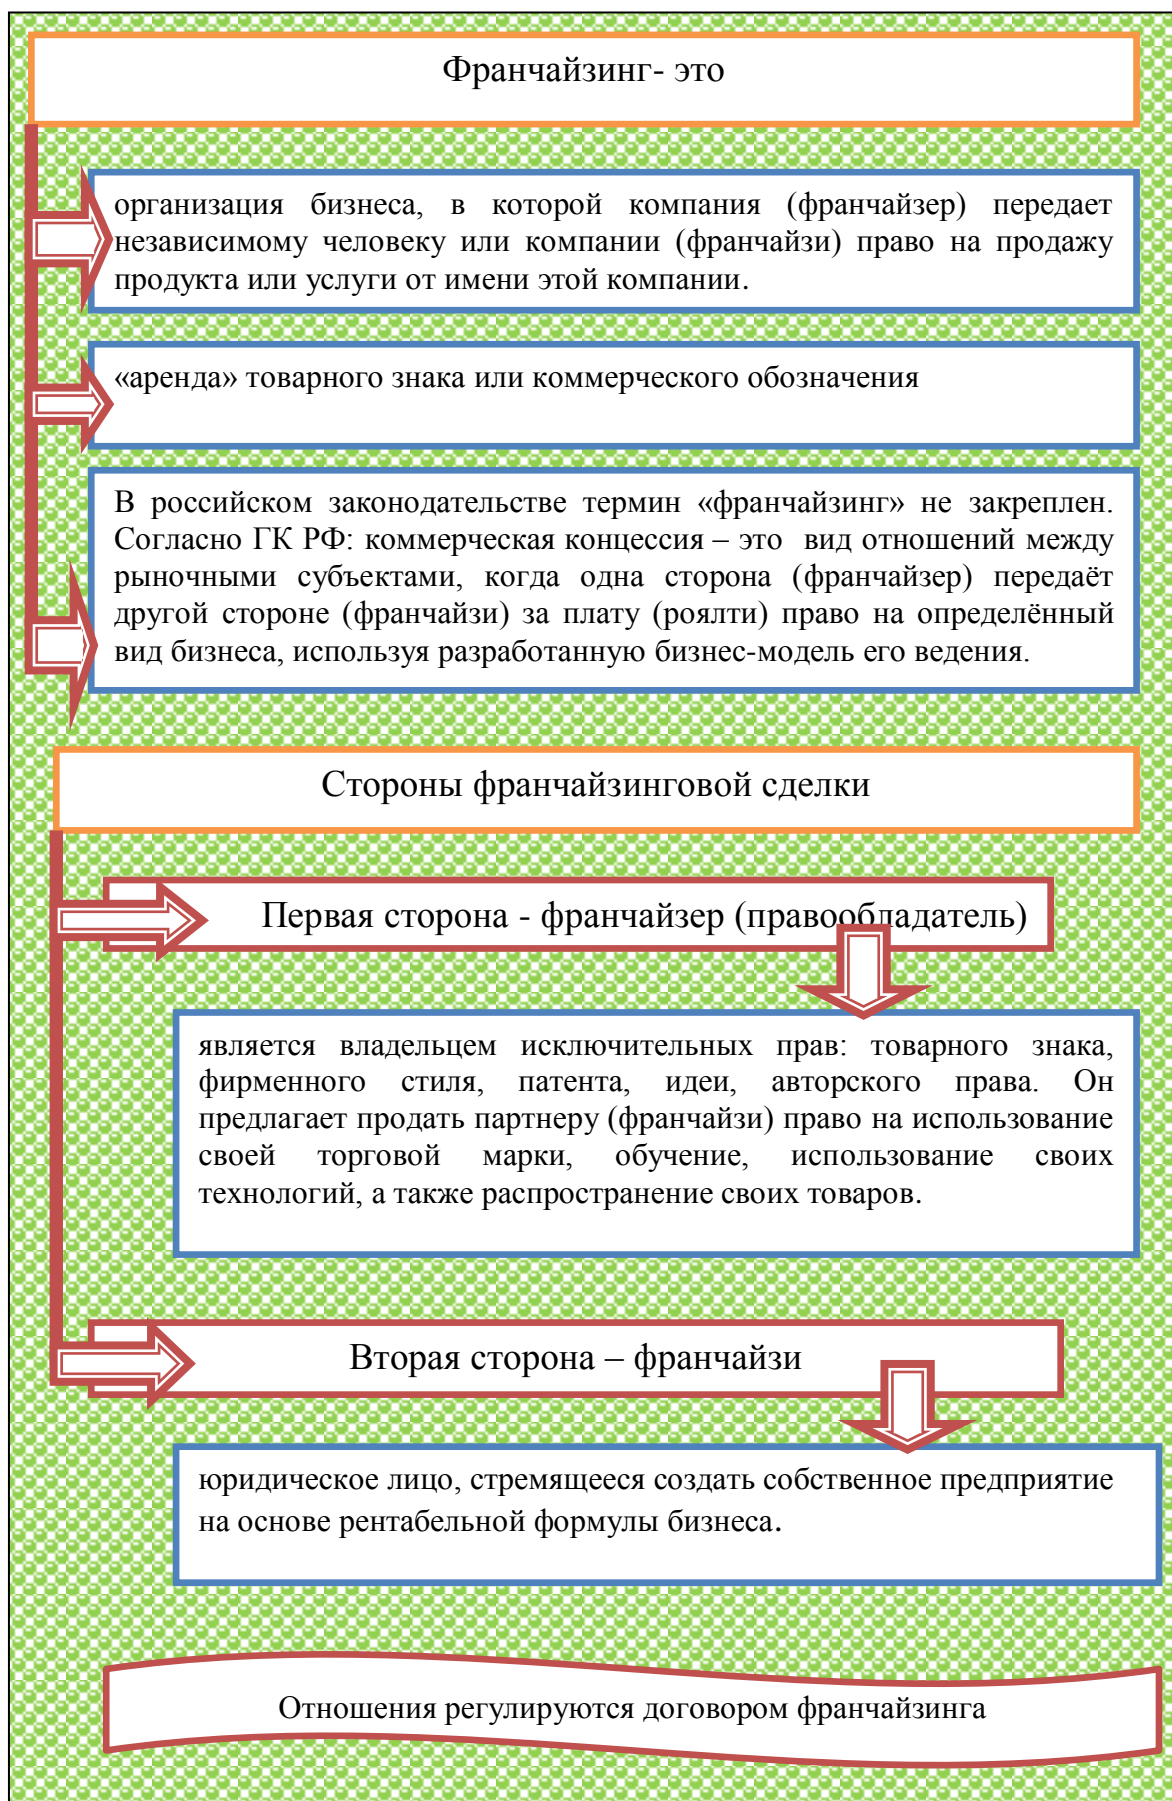 Франчайзинг- это
организация бизнеса, в которой компания (франчайзер) передает
независимому человеку или компании (франчайзи) право на продажу
продукта или услуги от имени этой компании.
«аренда» товарного знака или коммерческого обозначения
В российском законодательстве термин «франчайзинг» не закреплен.
Согласно ГК РФ: коммерческая концессия – это вид отношений между
рыночными субъектами, когда одна сторона (франчайзер) передаёт
другой стороне (франчайзи) за плату (роялти) право на определённый
вид бизнеса, используя разработанную бизнес-модель его ведения.
Стороны франчайзинговой сделки
Первая сторона - франчайзер (правообладатель)
является владельцем исключительных прав: товарного знака,
фирменного стиля, патента, идеи, авторского права. Он
предлагает продать партнеру (франчайзи) право на использование
своей торговой марки, обучение, использование своих
технологий, а также распространение своих товаров.
Вторая сторона – франчайзи
юридическое лицо, стремящееся создать собственное предприятие
на основе рентабельной формулы бизнеса.
Отношения регулируются договором франчайзинга